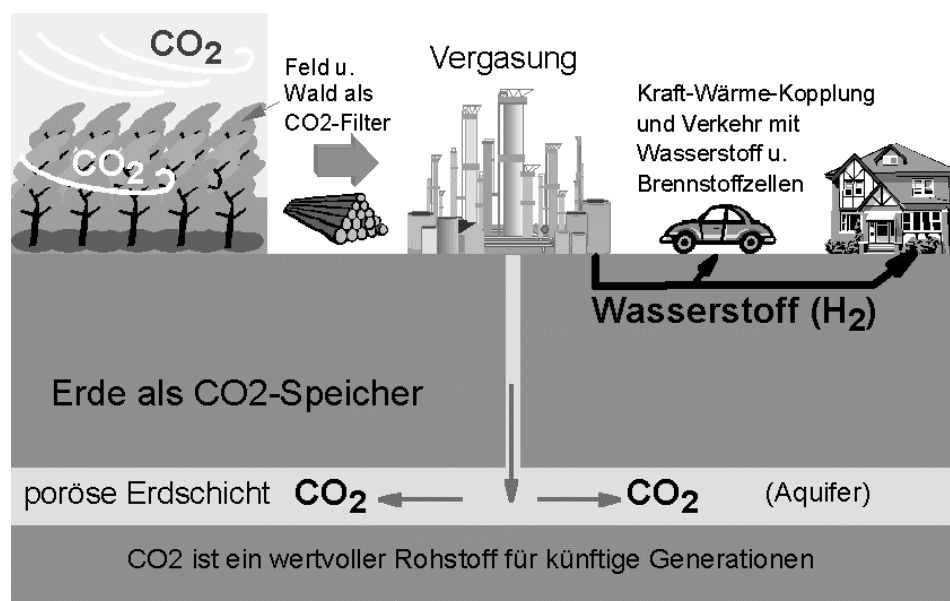 CO2
CO2
Feld u.
Wald als
CO2-Filter
Vergasung
Kraft-Wärme-Kopplung
und Verkehr mit
Wasserstoff u.
Brennstoffzellen
Wasserstoff (H2)
Erde als CO2-Speicher
poröse Erdschicht CO2 CO2 (Aquifer)
CO2 ist ein wertvoller Rohstoff für künftige Generationen